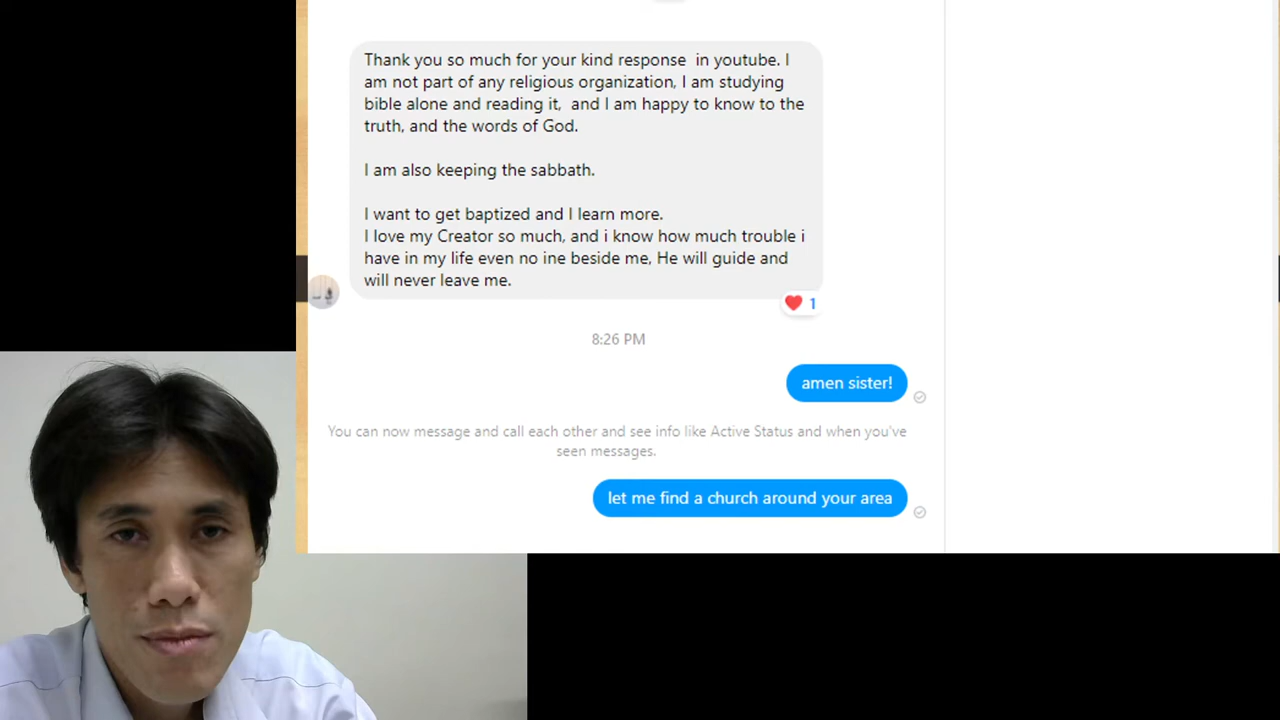 Thank you so much for your kind response  in youtube. I
am not part of any religious organization, I am studying
bible alone and reading it,  and I am happy to know to the
truth, and the words of God.
I am also keeping the sabbath.
I want to get baptized and I learn more.
I love my Creator so much, and i know how much trouble i
have in my life even no ine beside me, He will guide and
will never leave me.
1
8:26 PM
amen sister!
You can now message and call each other and see info like Active Status and when you've
seen messages.
let me find a church around your area